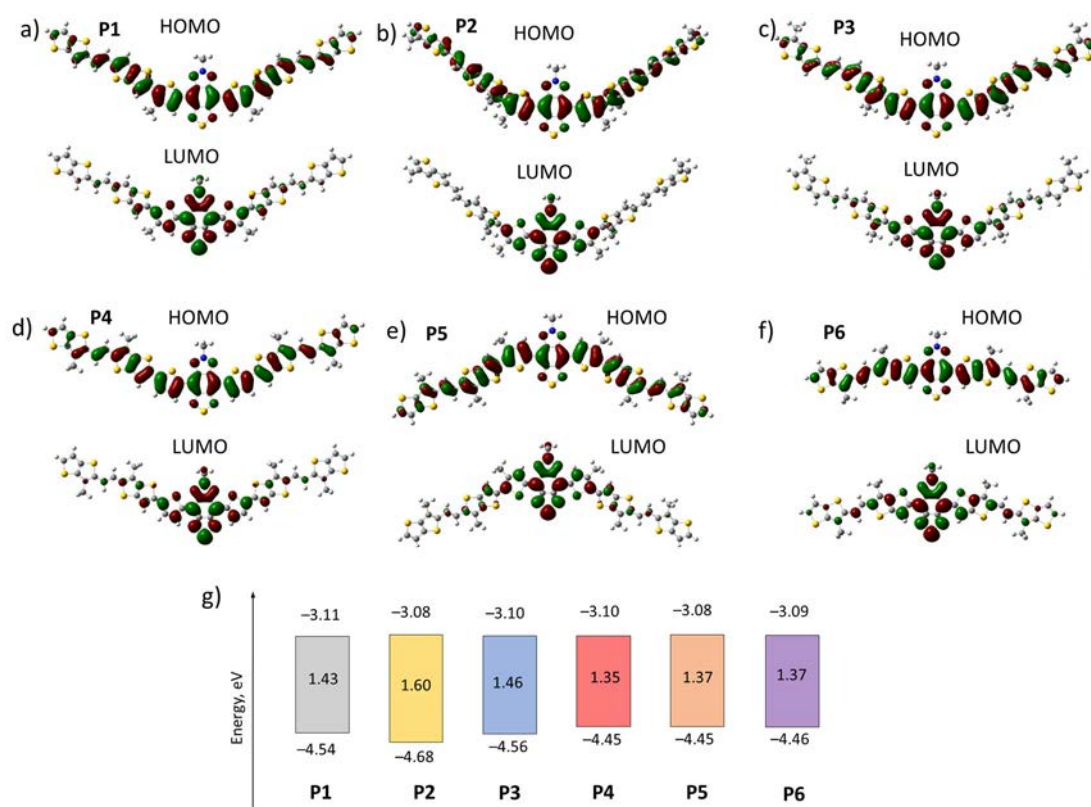 a) P1 HOMO
LUMO
b) P2 HOMO
LUMO
c) P3 HOMO
LUMO
d) P4 HOMO
LUMO
e) P5 HOMO
LUMO
f) P6 HOMO
LUMO
g)
Energy, eV
–3.11 –3.08 –3.10 –3.10 –3.08 –3.09
1.43 1.60 1.46 1.35 1.37 1.37
–4.54 –4.68 –4.56 –4.45 –4.45 –4.46
P1 P2 P3 P4 P5 P6